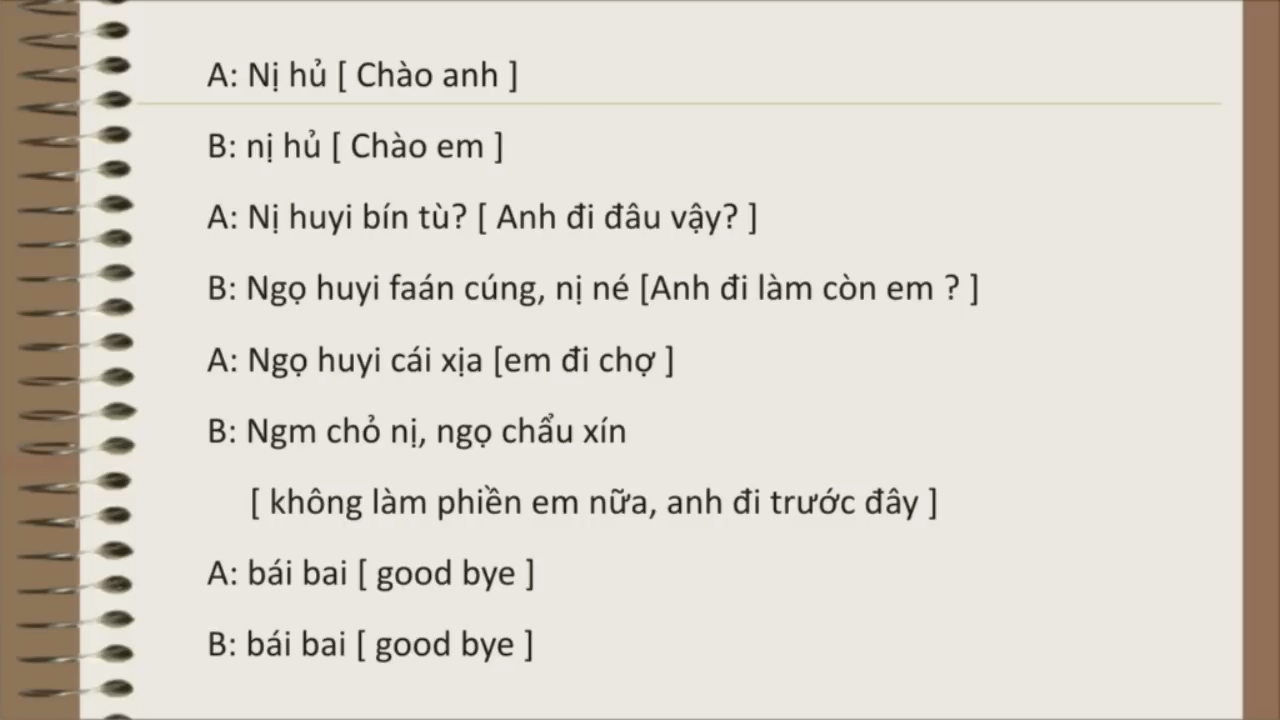 A: Nị hủ [ Chào anh ]
B: nị hủ [ Chào em ]
A: Nị huyi bín tù? [ Anh đi đâu vậy? ]
B: Ngọ huyi faán cúng, nị né [Anh đi làm còn em ? ]
A: Ngọ huyi cái xịa [em đi chợ ]
B: Ngm chỏ nị, ngọ chẩu xín
[ không làm phiền em nữa, anh đi trước đây ]
A: bái bai [ good bye ]
B: bái bai [ good bye ]